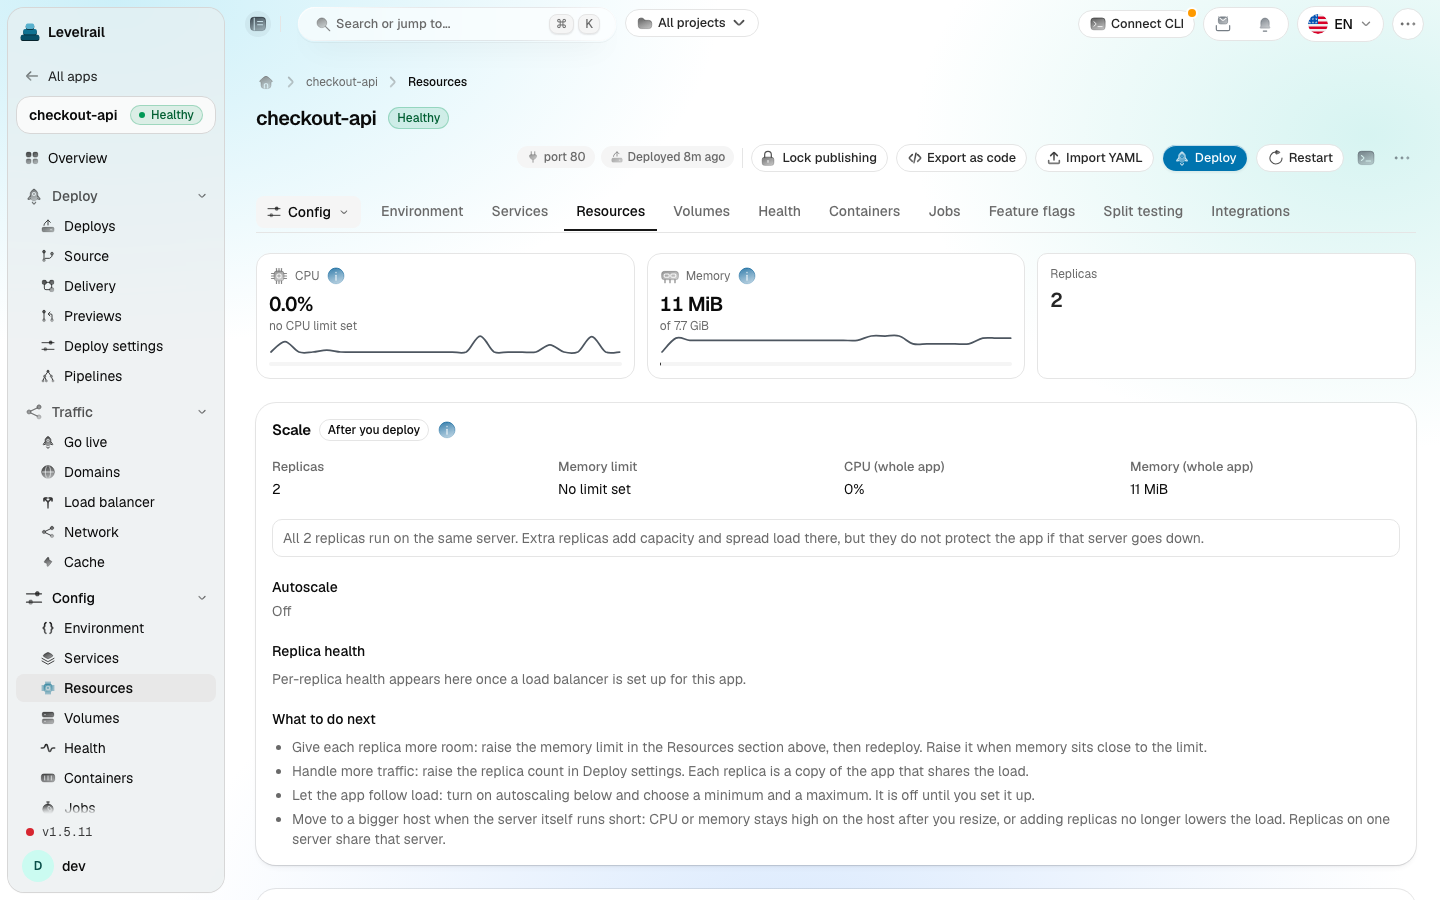 Levelrail
Search or jump to...
⌘ K
All projects
Connect CLI
EN
All apps
checkout-api
Healthy
Overview
Deploy
Deploys
Source
Delivery
Previews
Deploy settings
Pipelines
Traffic
Go live
Domains
Load balancer
Network
Cache
Config
Environment
Services
Resources
Volumes
Health
Containers
Jobs
v1.5.11
D
dev
checkout-api
Resources
checkout-api
Healthy
port 80
Deployed 8m ago
Lock publishing
Export as code
Import YAML
Deploy
Restart
Config
Environment
Services
Resources
Volumes
Health
Containers
Jobs
Feature flags
Split testing
Integrations
CPU
0.0%
no CPU limit set
Memory
11 MiB
of 7.7 GiB
Replicas
2
Scale
After you deploy
Replicas
2
Memory limit
No limit set
CPU (whole app)
0%
Memory (whole app)
11 MiB
All 2 replicas run on the same server. Extra replicas add capacity and spread load there, but they do not protect the app if that server goes down.
Autoscale
Off
Replica health
Per-replica health appears here once a load balancer is set up for this app.
What to do next
Give each replica more room: raise the memory limit in the Resources section above, then redeploy. Raise it when memory sits close to the limit.
Handle more traffic: raise the replica count in Deploy settings. Each replica is a copy of the app that shares the load.
Let the app follow load: turn on autoscaling below and choose a minimum and a maximum. It is off until you set it up.
Move to a bigger host when the server itself runs short: CPU or memory stays high on the host after you resize, or adding replicas no longer lowers the load. Replicas on one
server share that server.